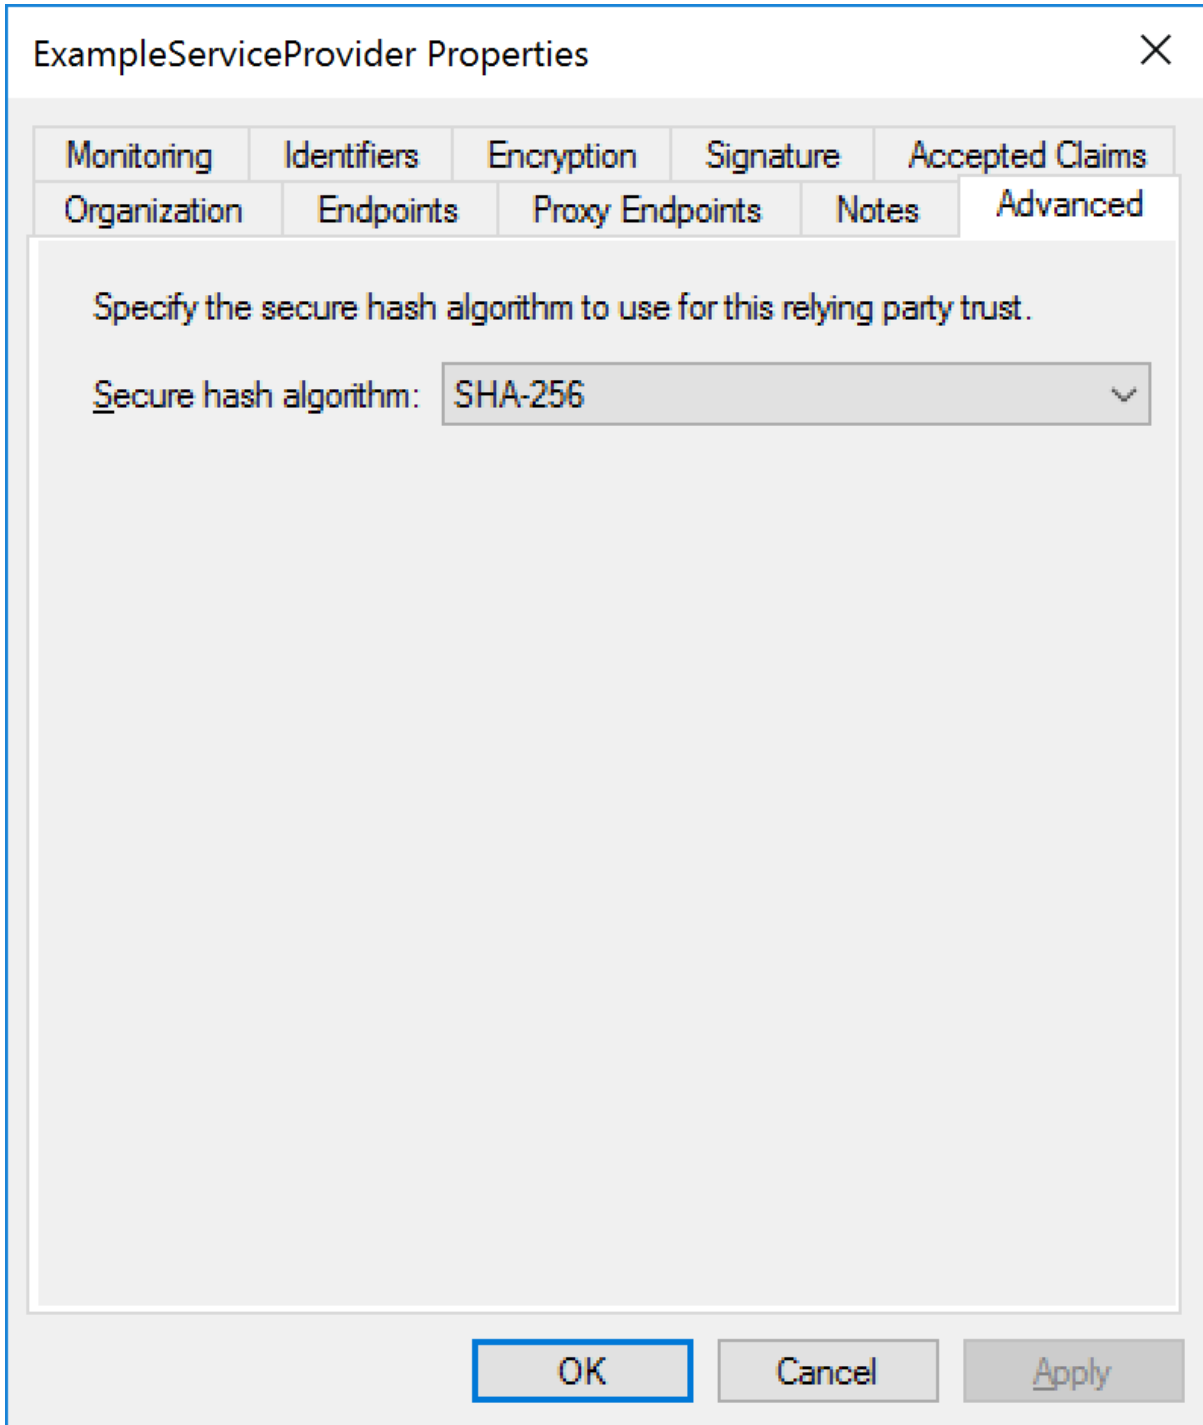 ExampleServiceProvider Properties
Monitoring Identifiers Encryption Signature Accepted Claims
Organization Endpoints Proxy Endpoints Notes Advanced
Specify the secure hash algorithm to use for this relying party trust.
Secure hash algorithm: SHA-256
OK Cancel Apply